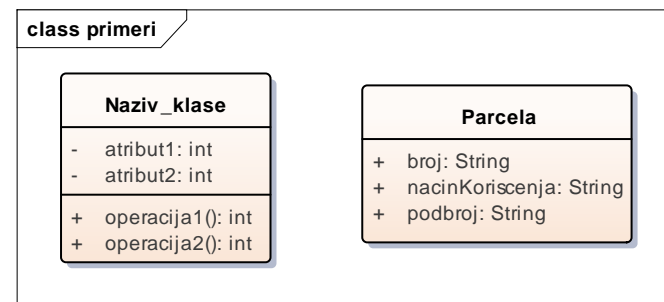 class primeri
Naziv_klase
- atribut1: int
- atribut2: int
+ operacija1(): int
+ operacija2(): int
Parcela
+ broj: String
+ nacinKoriscenja: String
+ podbroj: String